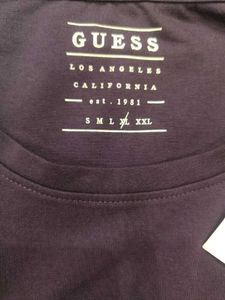 GUESS
LOS ANGELES
CALIFORNIA
est. 1981
S M L XL XXL